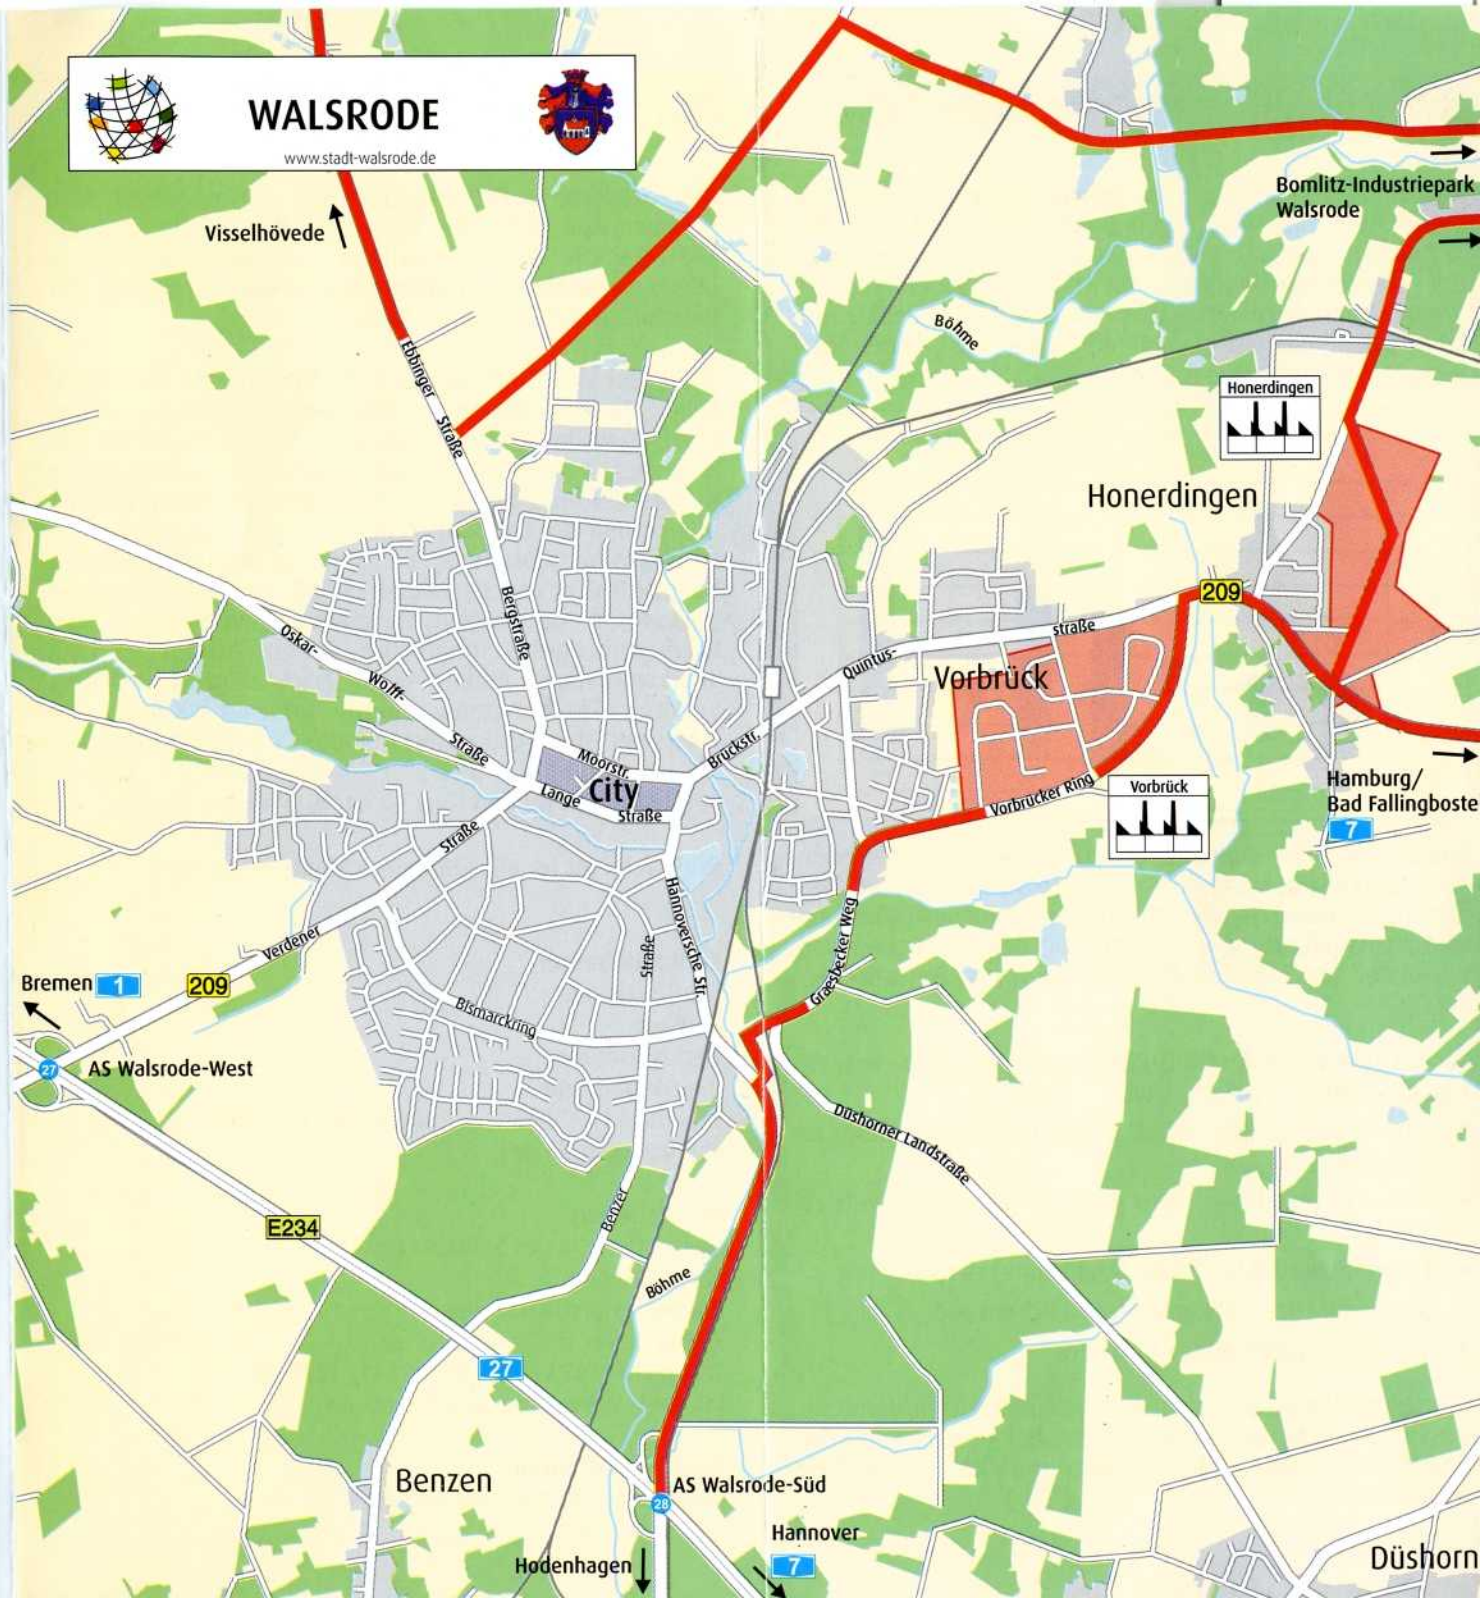 WALSRODE
www.stadt-walsrode.de
Bomlitz-Industriepark
Walsrode
Visselhövede
Böhme
Ebbinger
Straße
Honerdingen
Honerdingen
209
Oskar-
Wolff-
Straße
Bergstraße
Quintus-
straße
Vorbrück
Moorstr.
Brückstr.
City
Lange
Straße
Vorbrücker Ring
Vorbrück
Hamburg/
Bad Fallingboste
7
Straße
Verdener
Hannoversche Str.
Straße
Graesbecker Weg
Bremen 1
209
Bismarckring
27
AS Walsrode-West
Düshorner Landstraße
Benzer
E234
Böhme
27
Benzen
AS Walsrode-Süd
28
Hannover
7
Hodenhagen
Düshorn